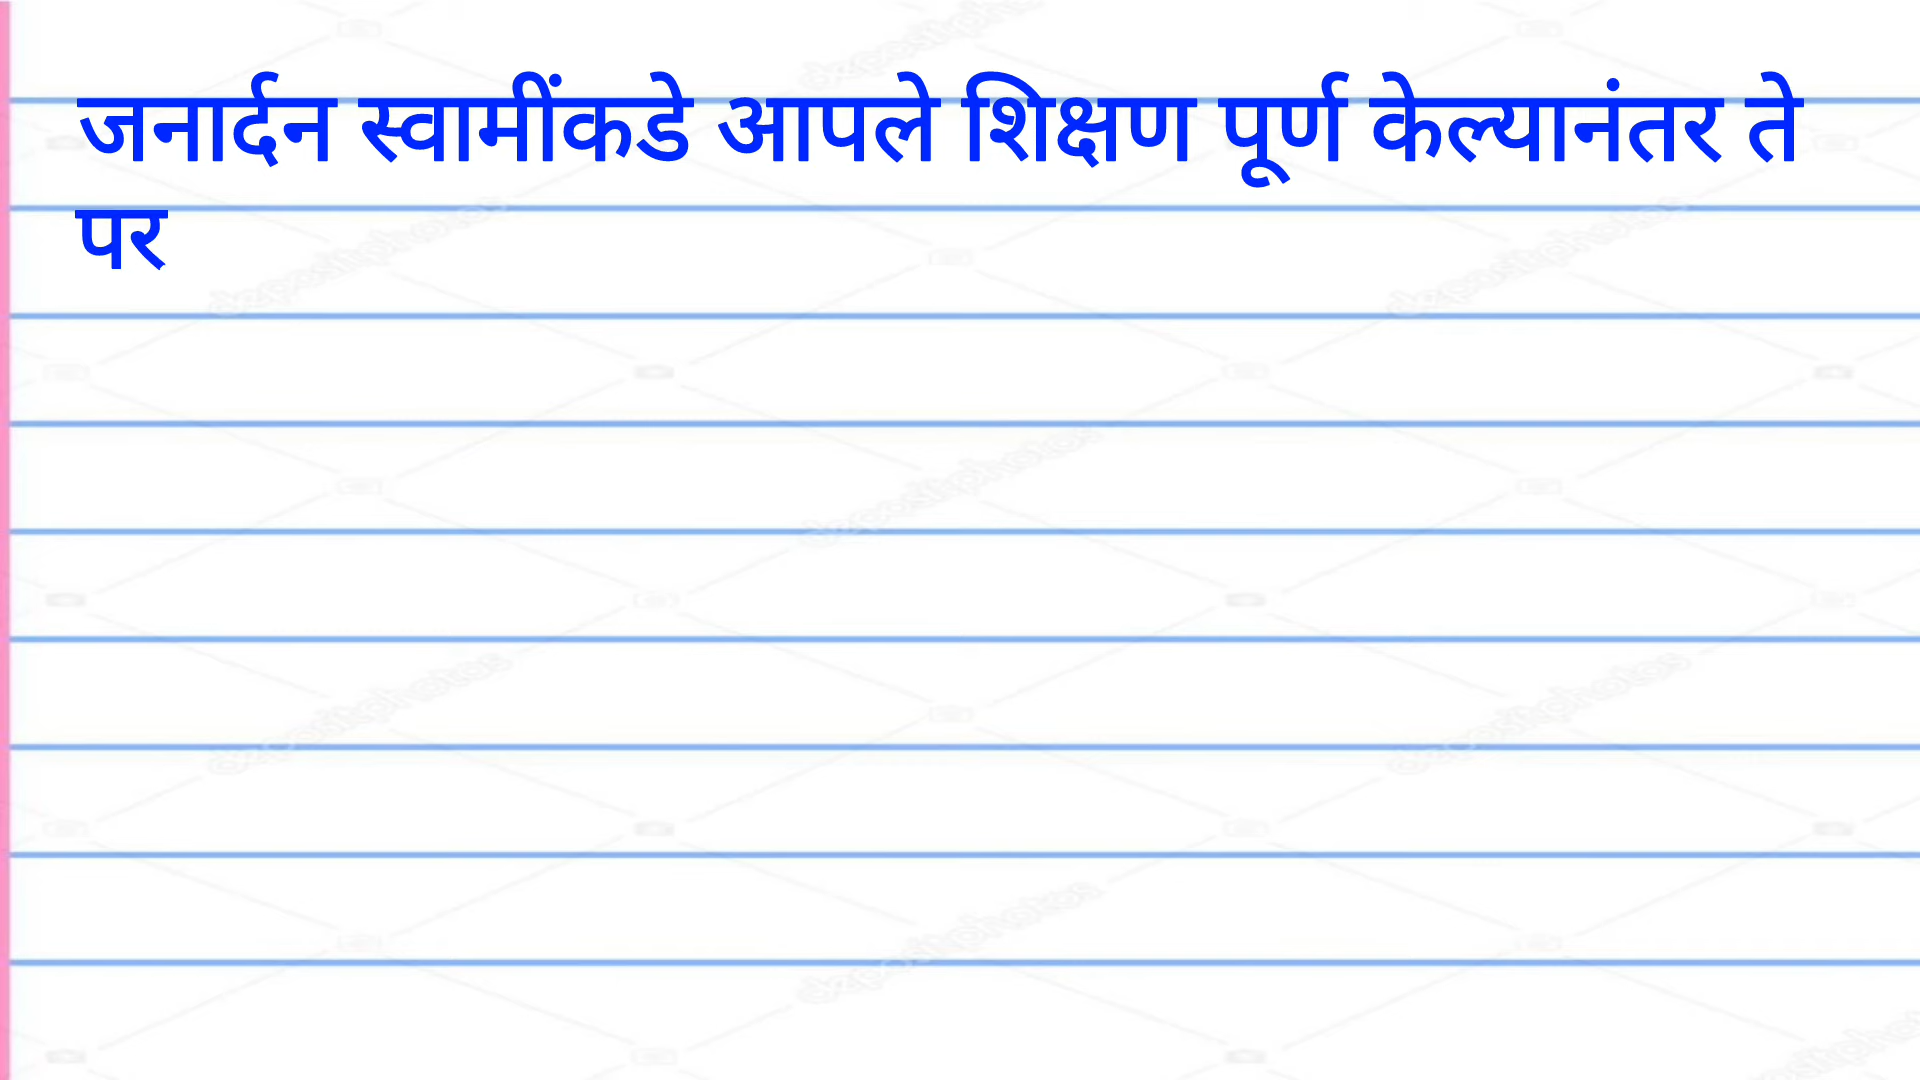 जनार्दन स्वामींकडे आपले शिक्षण पूर्ण केल्यानंतर ते
पर